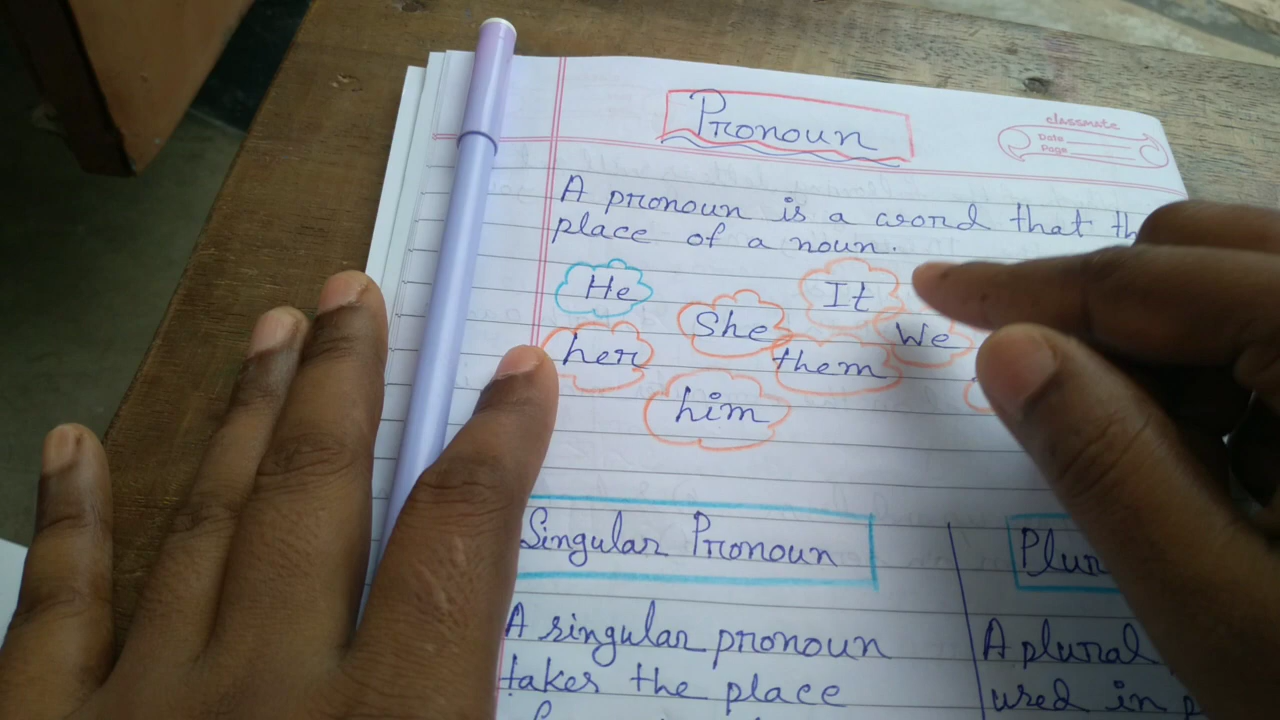 Pronoun
classmate
Date
Page
A pronoun is a word that
place of a noun.
He
It
She
We
her
them
him
Singular Pronoun
A singular pronoun
A plural
takes the place
used in